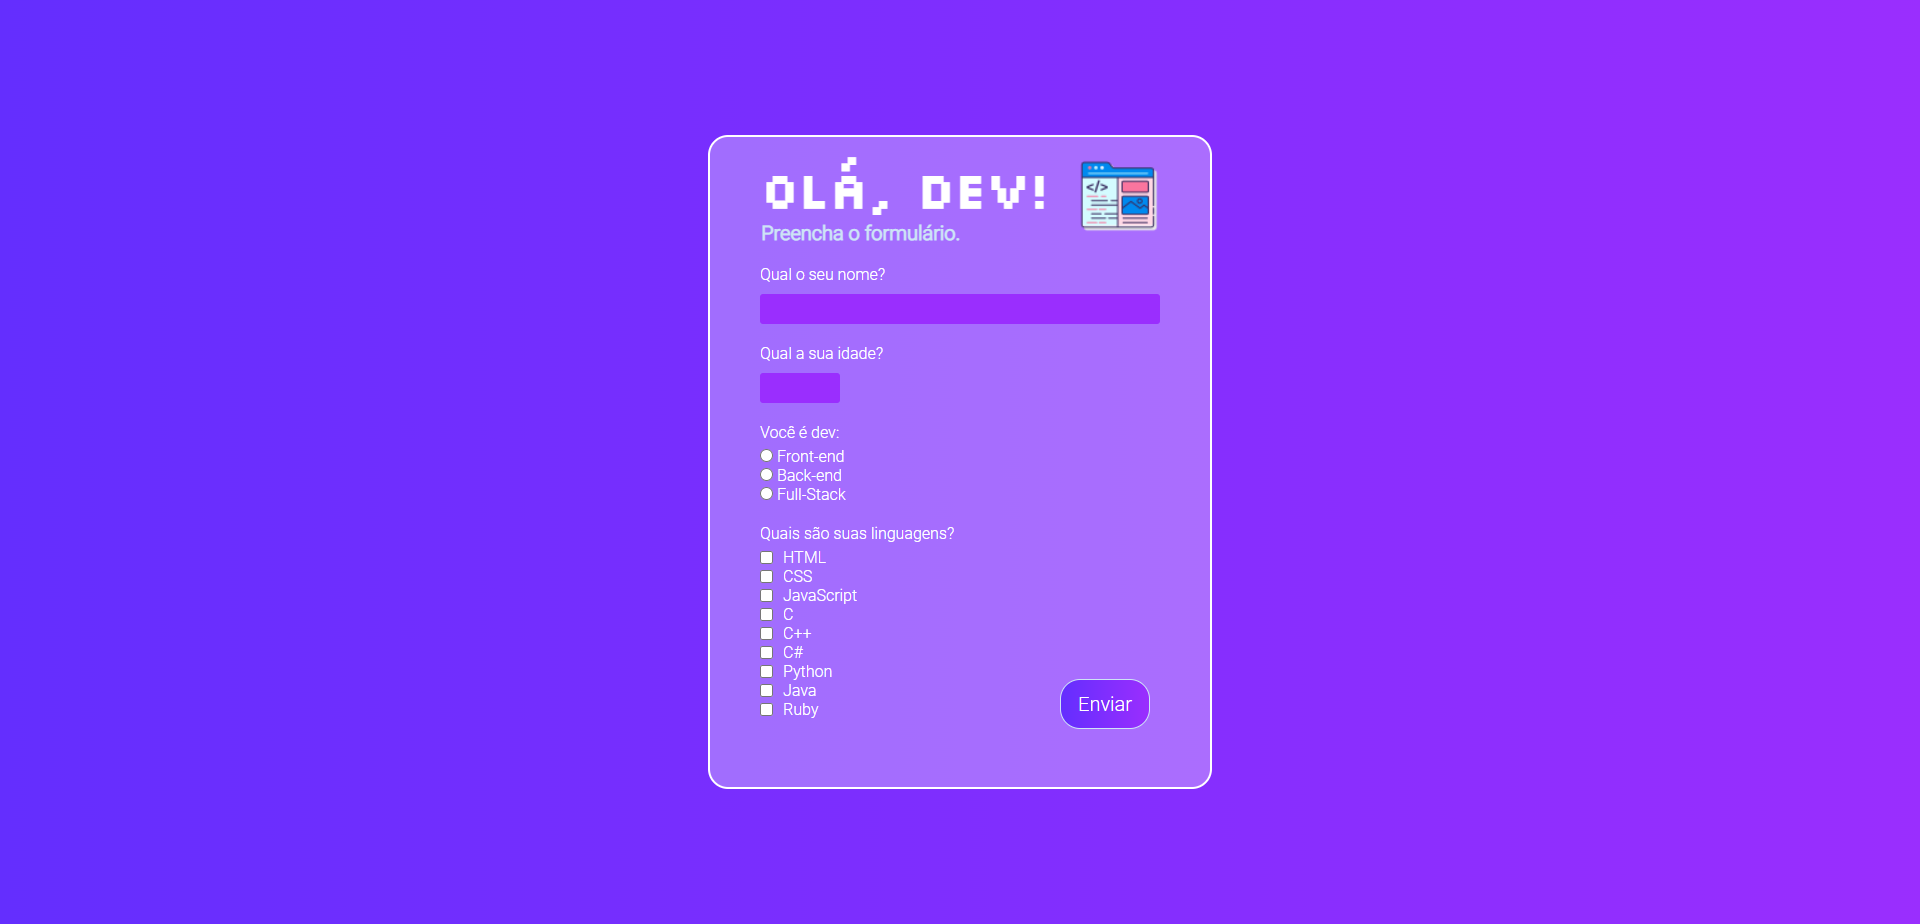 OLÁ, DEV!
</>
Preencha o formulário.
Qual o seu nome?
Qual a sua idade?
Você é dev:
Front-end
Back-end
Full-Stack
Quais são suas linguagens?
HTML
CSS
JavaScript
C
C++
C#
Python
Java
Ruby
Enviar